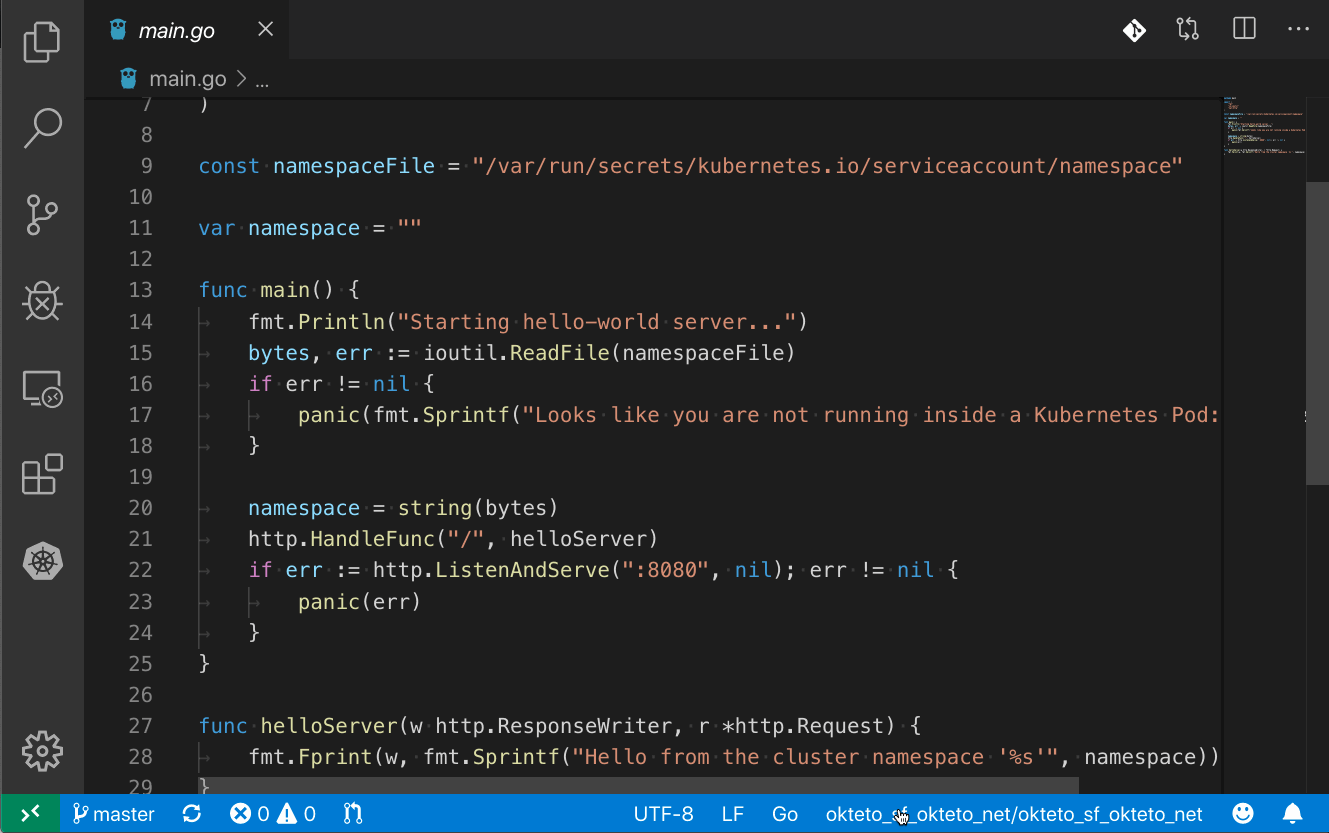 main.go
main.go > ...
7 )
8
9 const namespaceFile = "/var/run/secrets/kubernetes.io/serviceaccount/namespace"
10
11 var namespace = ""
12
13 func main() {
14 fmt.Println("Starting hello-world server...")
15 bytes, err := ioutil.ReadFile(namespaceFile)
16 if err != nil {
17 panic(fmt.Sprintf("Looks like you are not running inside a Kubernetes Pod:
18 }
19
20 namespace = string(bytes)
21 http.HandleFunc("/", helloServer)
22 if err := http.ListenAndServe(":8080", nil); err != nil {
23 panic(err)
24 }
25 }
26
27 func helloServer(w http.ResponseWriter, r *http.Request) {
28 fmt.Fprint(w, fmt.Sprintf("Hello from the cluster namespace '%s'", namespace))
29 }
master 0 0 UTF-8 LF Go okteto_sf_okteto_net/okteto_sf_okteto_net